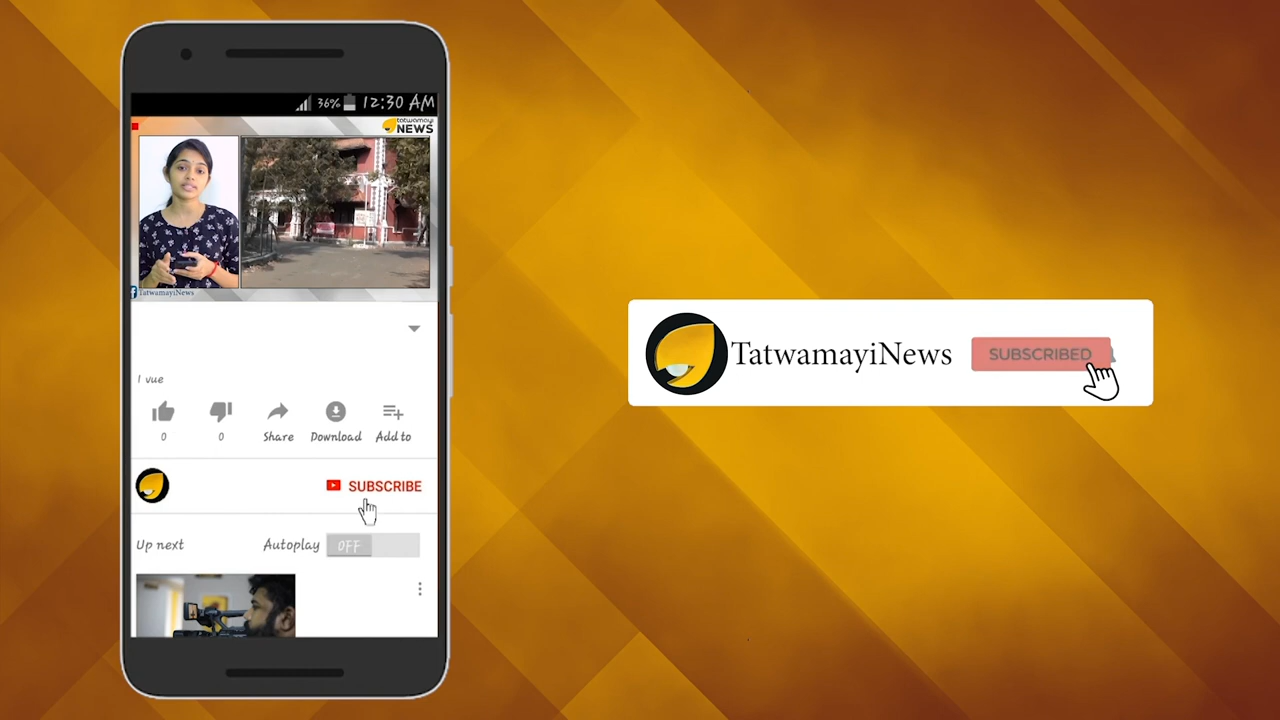 36% 12:30 AM
tatwamayi
NEWS
TatwamayiNews
1 vue
0 0 Share Download Add to
SUBSCRIBE
Up next Autoplay OFF
TatwamayiNews SUBSCRIBED